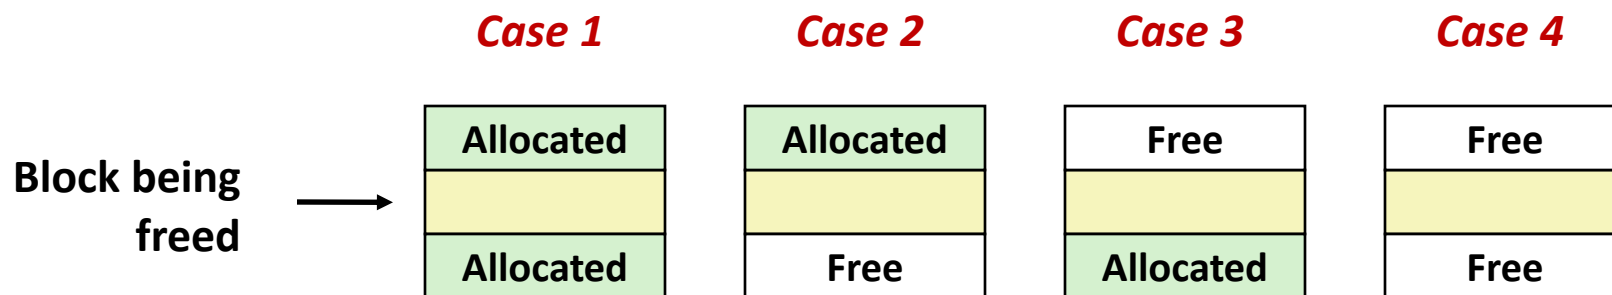 Case 1 Case 2 Case 3 Case 4
Allocated Allocated Free Free
Block being
freed
Allocated Free Allocated Free